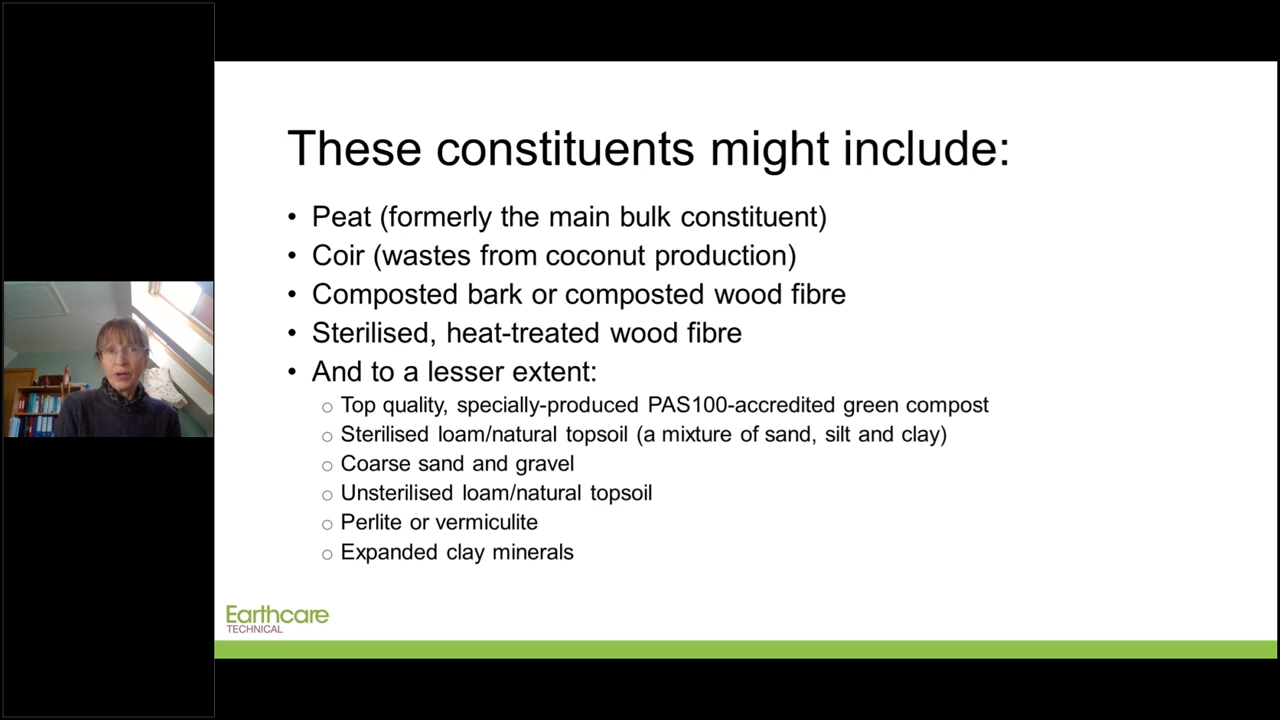 These constituents might include:
• Peat (formerly the main bulk constituent)
• Coir (wastes from coconut production)
• Composted bark or composted wood fibre
• Sterilised, heat-treated wood fibre
• And to a lesser extent:
○ Top quality, specially-produced PAS100-accredited green compost
○ Sterilised loam/natural topsoil (a mixture of sand, silt and clay)
○ Coarse sand and gravel
○ Unsterilised loam/natural topsoil
○ Perlite or vermiculite
○ Expanded clay minerals
Earthcare
TECHNICAL